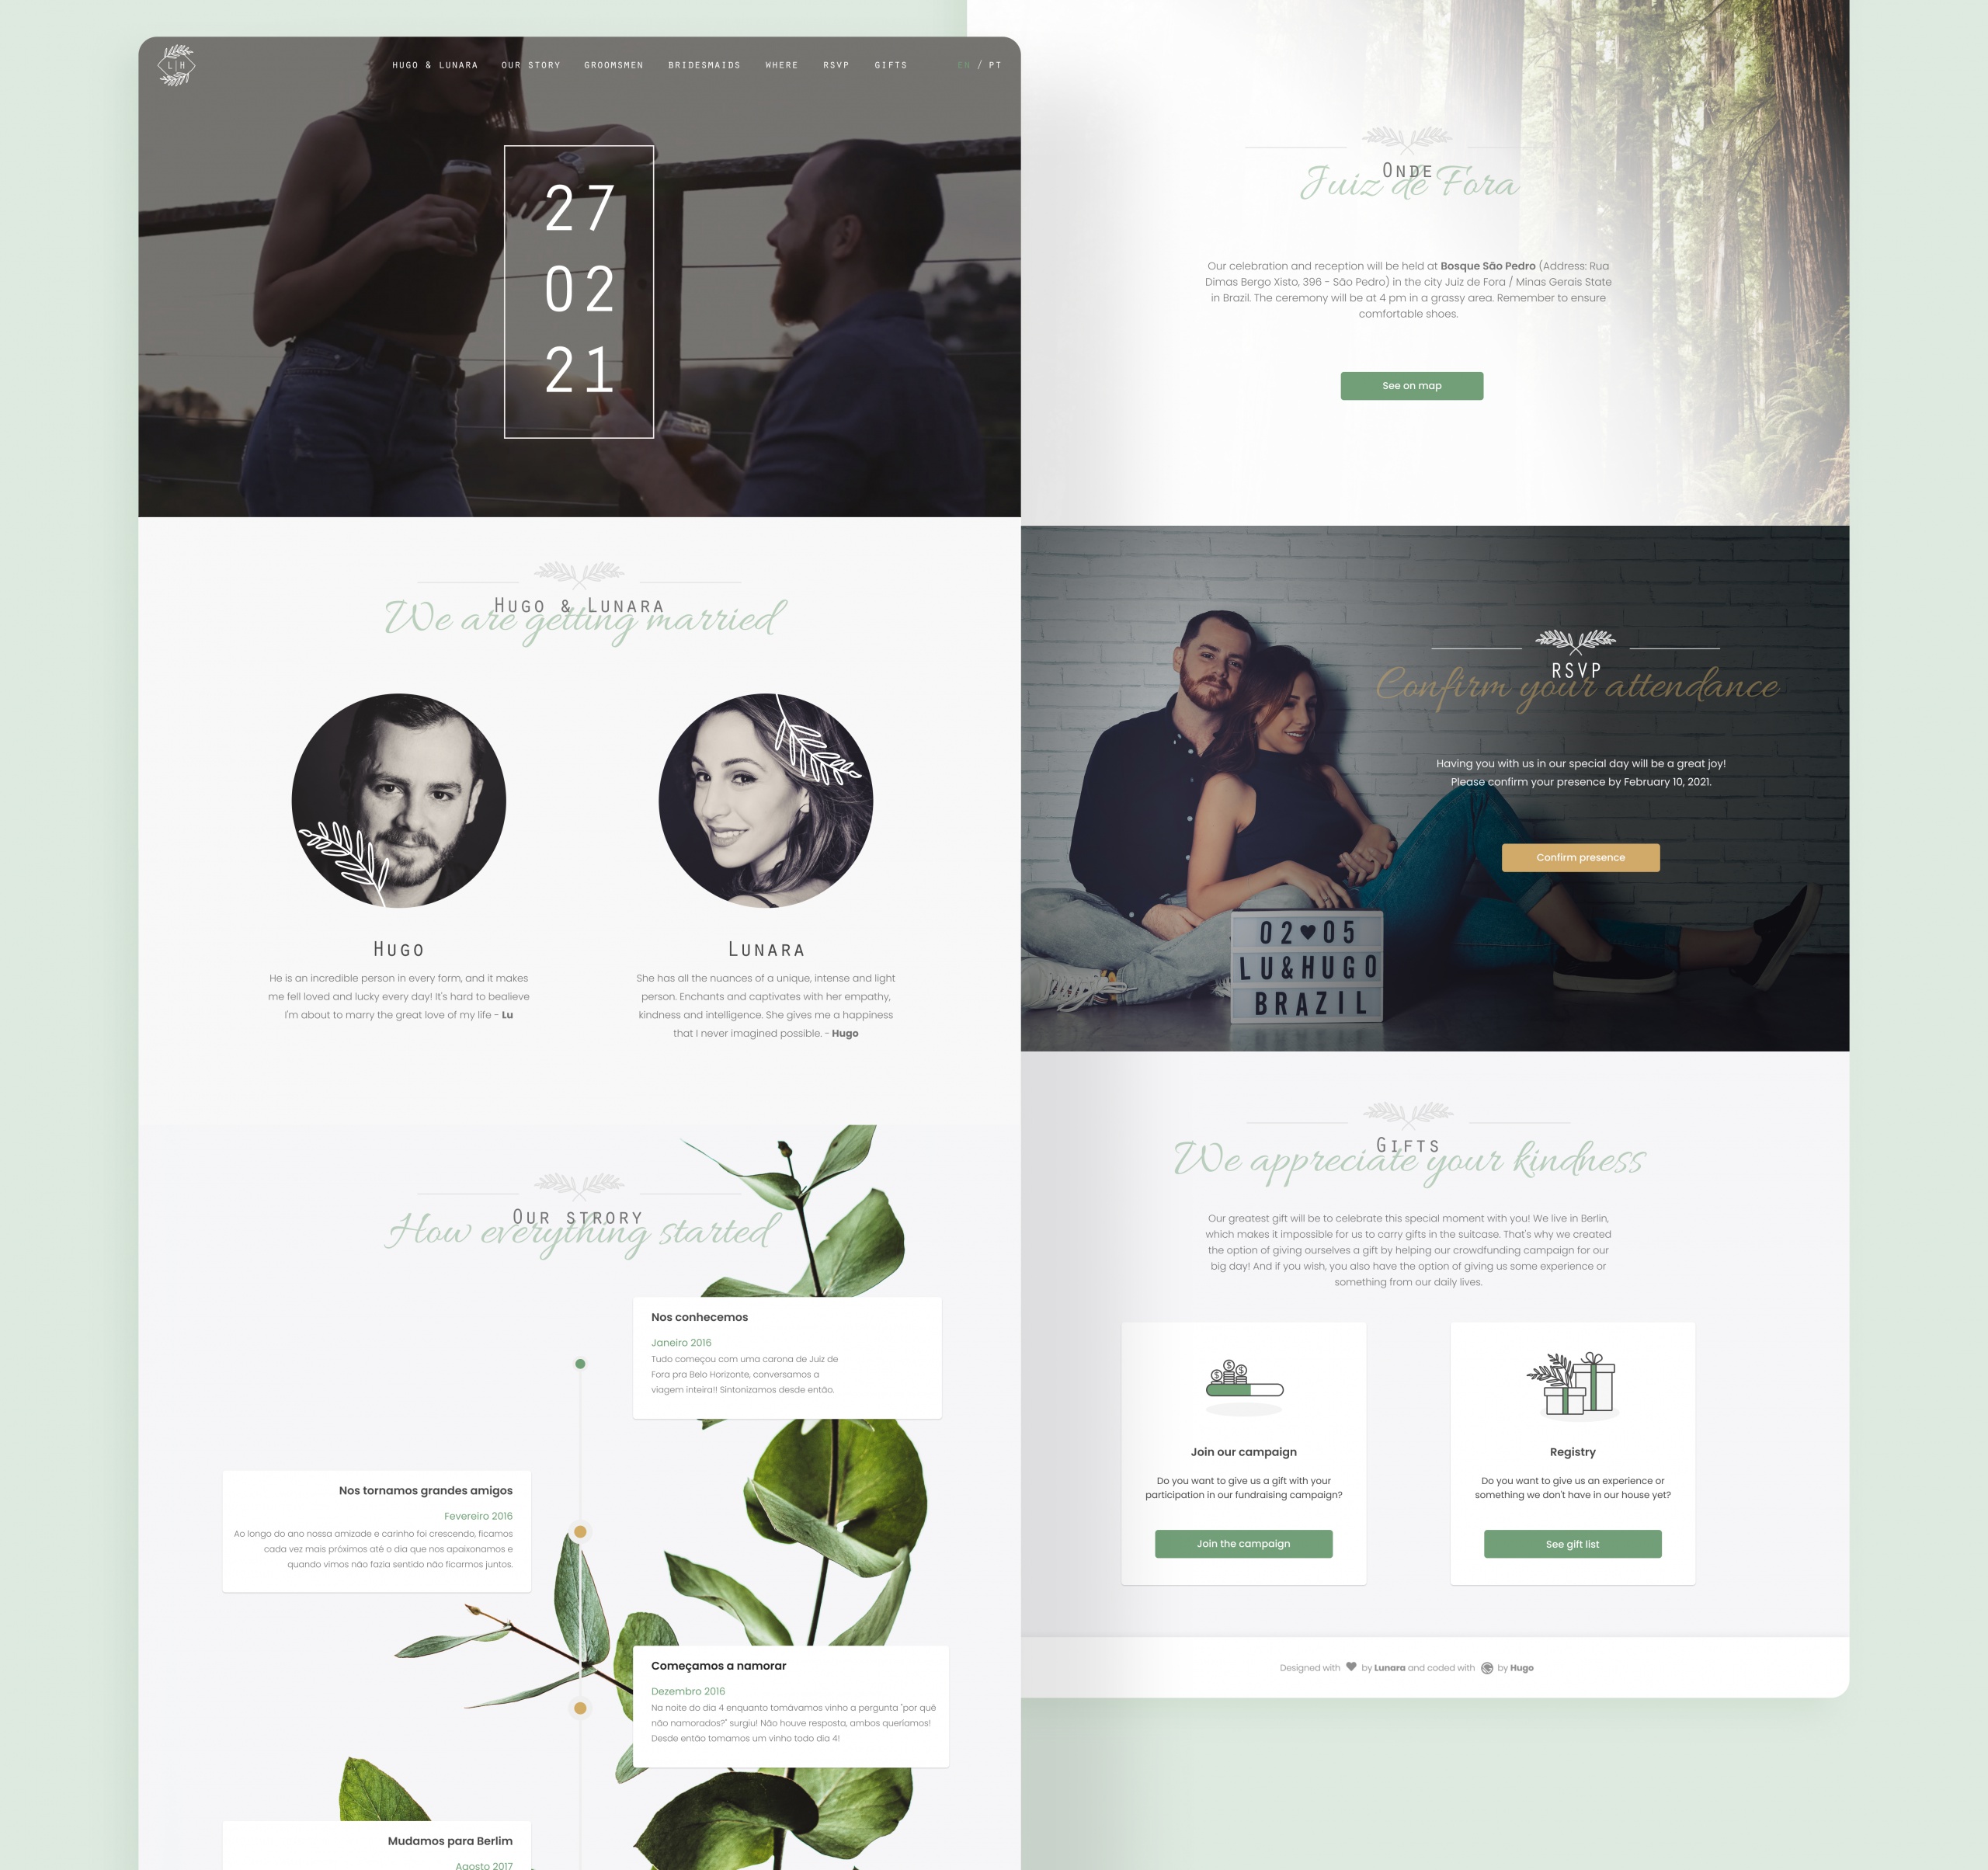 L H
HUGO & LUNARA OUR STORY GROOMSMEN BRIDESMAIDS WHERE RSVP GIFTS EN / PT
27
02
21
HUGO & LUNARA
We are getting married
HUGO
He is an incredible person in every form, and it makes
me fell loved and lucky every day! It's hard to bealieve
I'm about to marry the great love of my life - Lu
LUNARA
She has all the nuances of a unique, intense and light
person. Enchants and captivates with her empathy,
kindness and intelligence. She gives me a happiness
that I never imagined possible. - Hugo
OUR STRORY
How everything started
Nos conhecemos
Janeiro 2016
Tudo começou com uma carona de Juiz de
Fora pra Belo Horizonte, conversamos a
viagem inteira!! Sintonizamos desde então.
Nos tornamos grandes amigos
Fevereiro 2016
Ao longo do ano nossa amizade e carinho foi crescendo, ficamos
cada vez mais próximos até o dia que nos apaixonamos e
quando vimos não fazia sentido não ficarmos juntos.
Começamos a namorar
Dezembro 2016
Na noite do dia 4 enquanto tomávamos vinho a pergunta "por quê
não namorados?" surgiu! Não houve resposta, ambos queríamos!
Desde então tomamos um vinho todo dia 4!
Mudamos para Berlim
Agosto 2017
ONDE
Juiz de Fora
Our celebration and reception will be held at Bosque São Pedro (Address: Rua
Dimas Bergo Xisto, 396 - São Pedro) in the city Juiz de Fora / Minas Gerais State
in Brazil. The ceremony will be at 4 pm in a grassy area. Remember to ensure
comfortable shoes.
See on map
RSVP
Confirm your attendance
Having you with us in our special day will be a great joy!
Please confirm your presence by February 10, 2021.
Confirm presence
02♥05
LU&HUGO
BRAZIL
GIFTS
We appreciate your kindness
Our greatest gift will be to celebrate this special moment with you! We live in Berlin,
which makes it impossible for us to carry gifts in the suitcase. That's why we created
the option of giving ourselves a gift by helping our crowdfunding campaign for our
big day! And if you wish, you also have the option of giving us some experience or
something from our daily lives.
Join our campaign
Do you want to give us a gift with your
participation in our fundraising campaign?
Join the campaign
Registry
Do you want to give us an experience or
something we don't have in our house yet?
See gift list
Designed with ♥ by Lunara and coded with by Hugo